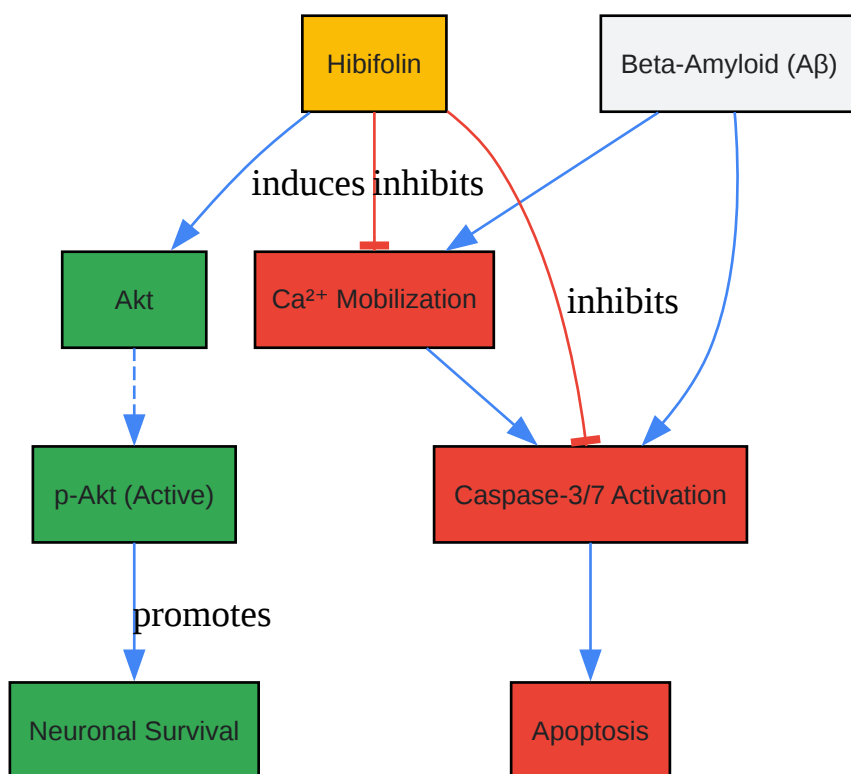 Hibifolin
Beta-Amyloid (Aβ)
induces
inhibits
Akt
Ca²⁺ Mobilization
inhibits
p-Akt (Active)
Caspase-3/7 Activation
promotes
Neuronal Survival
Apoptosis